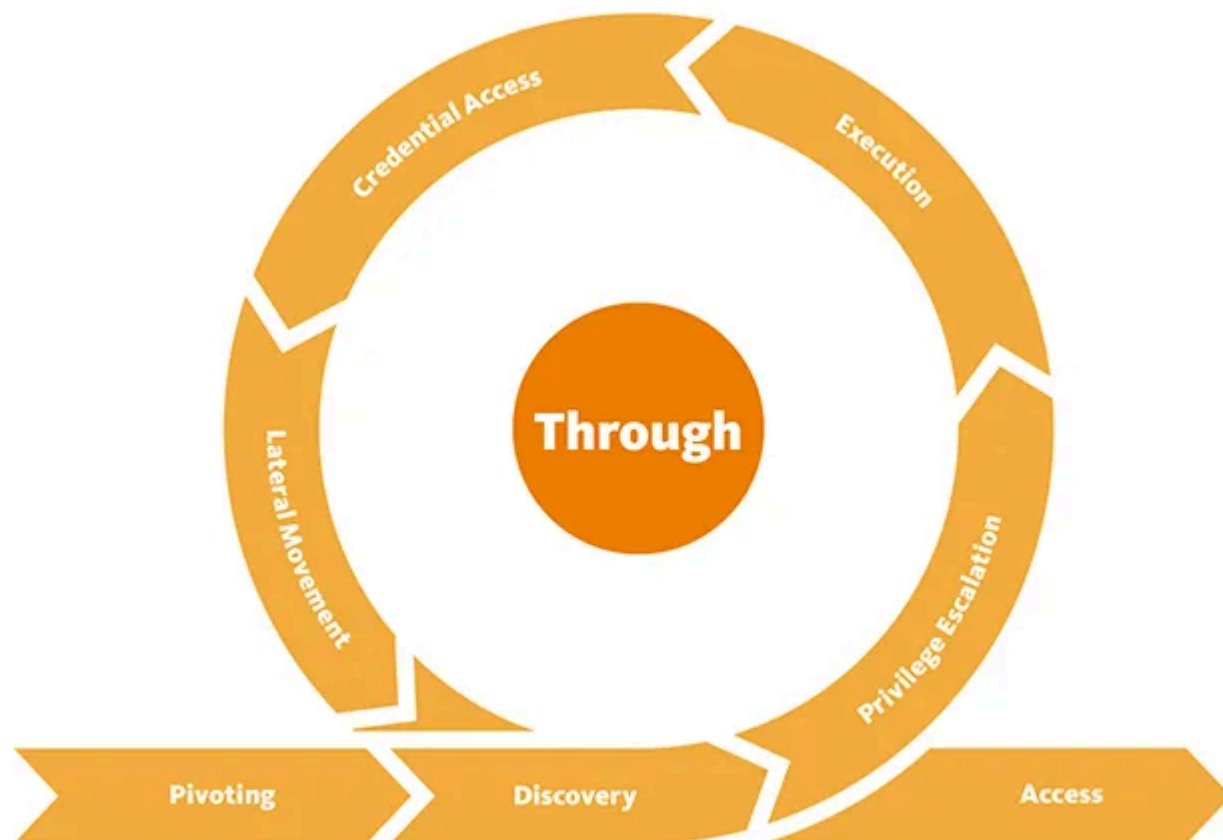 Credential Access
Execution
Through
Lateral Movement
Privilege Escalation
Pivoting
Discovery
Access